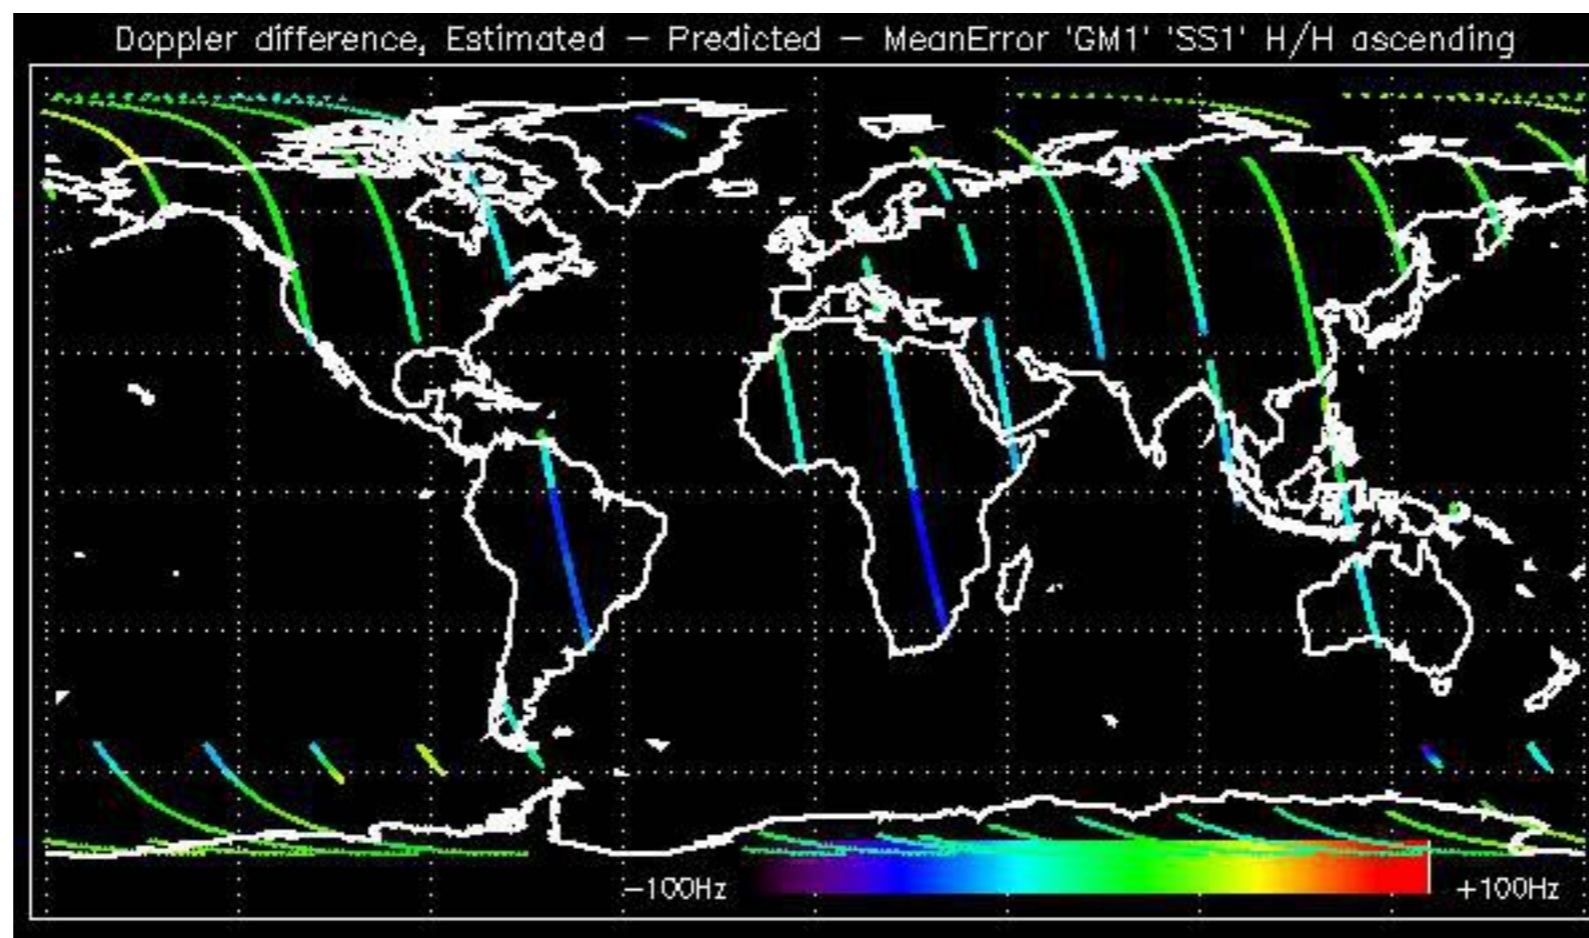 Doppler difference, Estimated – Predicted – MeanError 'GM1' 'SS1' H/H ascending
-100Hz
+100Hz